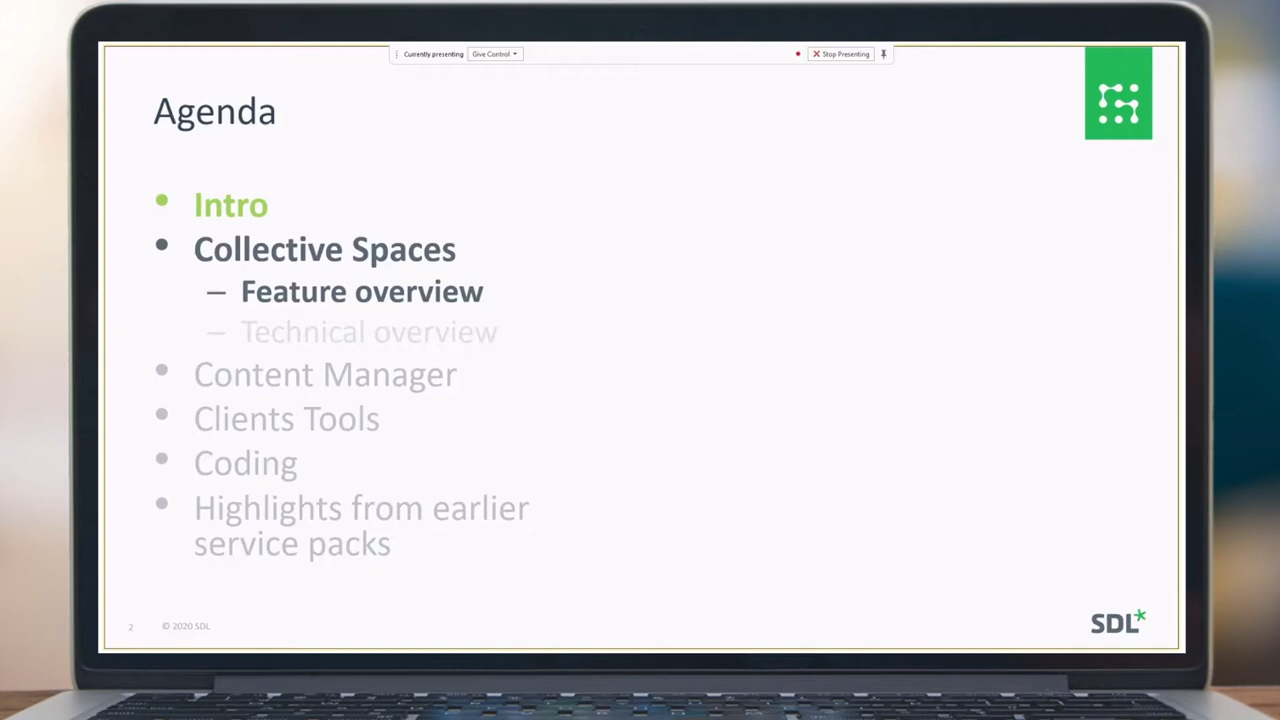 Currently presenting Give Control Stop Presenting
Agenda
• Intro
• Collective Spaces
– Feature overview
– Technical overview
• Content Manager
• Clients Tools
• Coding
• Highlights from earlier
service packs
2 © 2020 SDL
SDL*